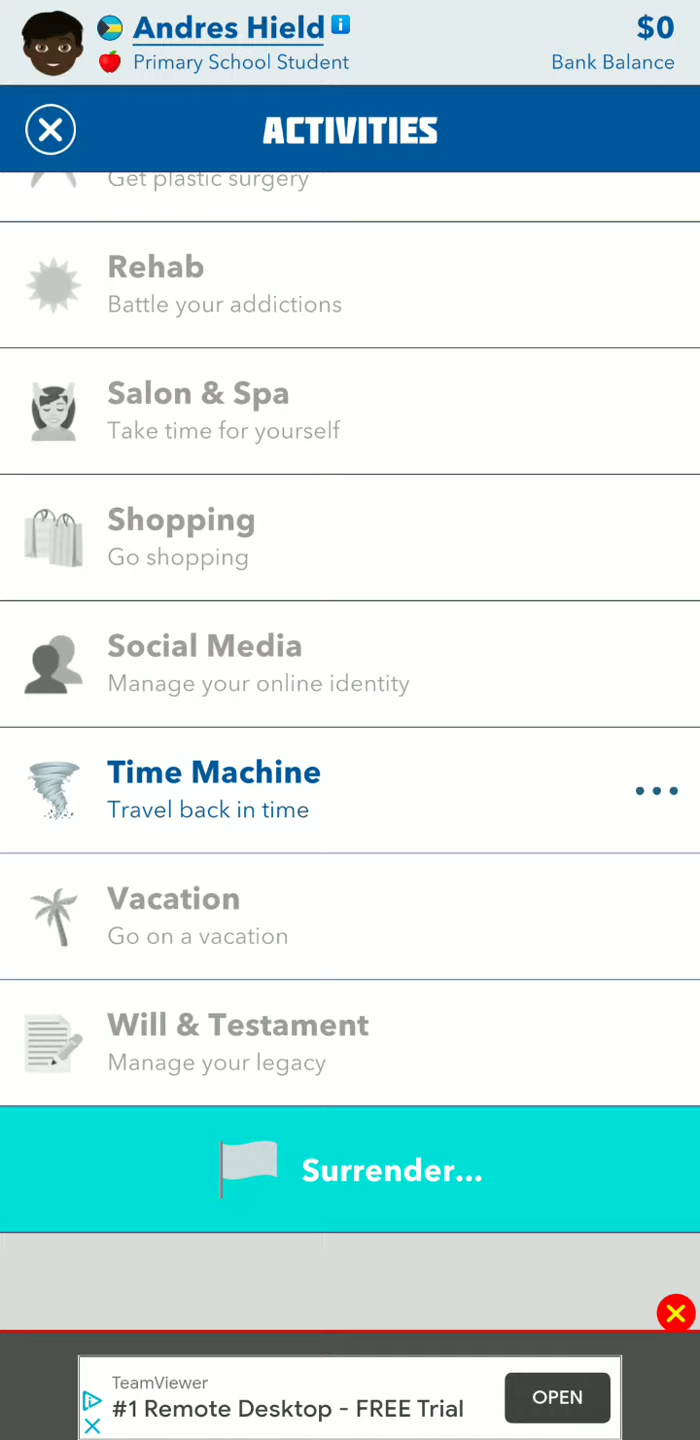 Andres Hield
$0
Primary School Student
Bank Balance
ACTIVITIES
Get plastic surgery
Rehab
Battle your addictions
Salon & Spa
Take time for yourself
Shopping
Go shopping
Social Media
Manage your online identity
Time Machine
Travel back in time
Vacation
Go on a vacation
Will & Testament
Manage your legacy
Surrender...
TeamViewer
#1 Remote Desktop - FREE Trial
OPEN